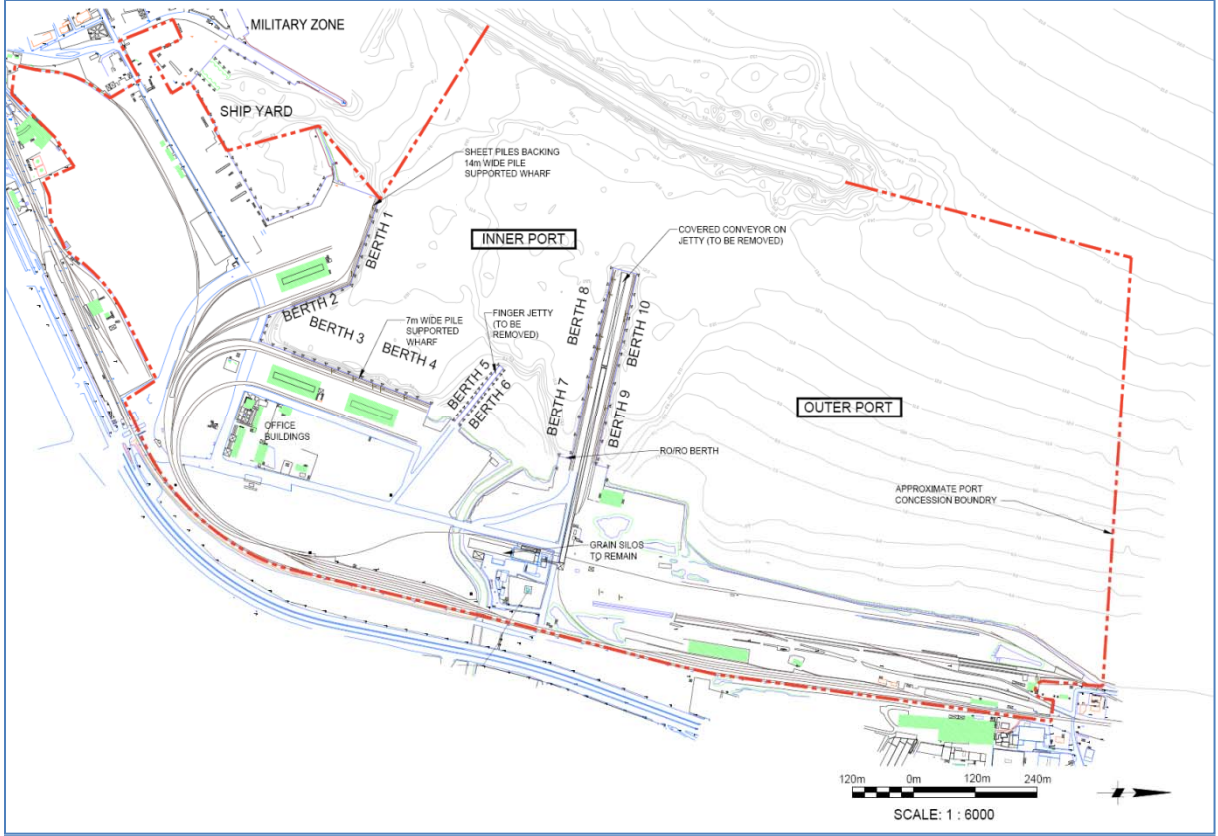 MILITARY ZONE
SHIP YARD
SHEET PILES BACKING
14m WIDE PILE
SUPPORTED WHARF
BERTH 1
INNER PORT
COVERED CONVEYOR ON
JETTY (TO BE REMOVED)
BERTH 2
BERTH 3
7m WIDE PILE
SUPPORTED
WHARF
BERTH 4
FINGER JETTY
(TO BE
REMOVED)
BERTH 5
BERTH 6
BERTH 7
BERTH 8
BERTH 9
BERTH 10
OUTER PORT
OFFICE
BUILDINGS
RO/RO BERTH
APPROXIMATE PORT
CONCESSION BOUNDRY
GRAIN SILOS
TO REMAIN
120m 0m 120m 240m
SCALE: 1 : 6000